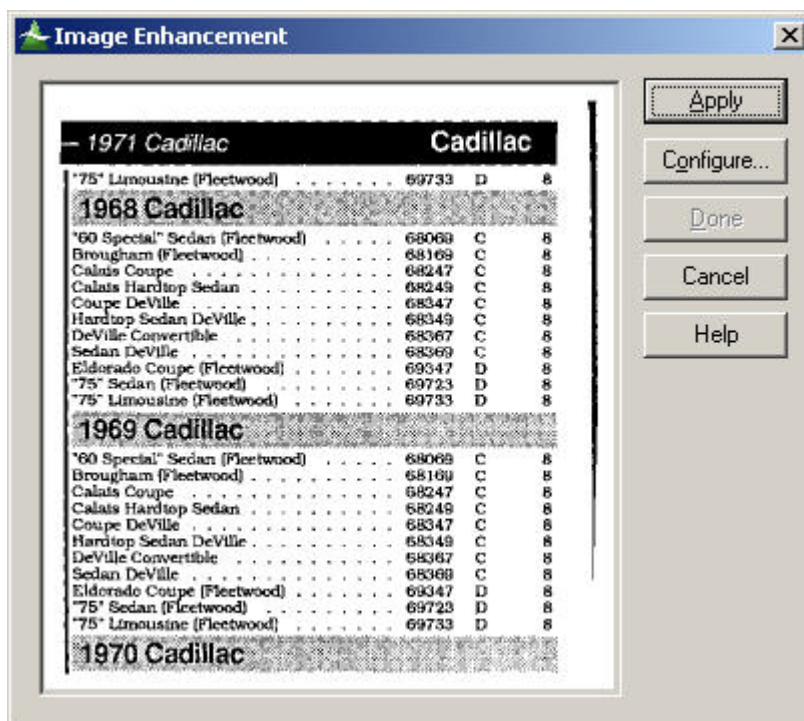 Image Enhancement
– 1971 Cadillac Cadillac
"75" Limousine (Fleetwood) . . . . . . . 69733 D 8
1968 Cadillac
"60 Special" Sedan (Fleetwood) . . . . . 68069 C 8
Brougham (Fleetwood) . . . . . . . . . . 68169 C 8
Calais Coupe . . . . . . . . . . . . . . 68247 C 8
Calais Hardtop Sedan . . . . . . . . . . 68249 C 8
Coupe DeVille . . . . . . . . . . . . . 68347 C 8
Hardtop Sedan DeVille . . . . . . . . . . 68349 C 8
DeVille Convertible . . . . . . . . . . . 68367 C 8
Sedan DeVille . . . . . . . . . . . . . 68369 C 8
Eldorado Coupe (Fleetwood) . . . . . . . 69347 D 8
"75" Sedan (Fleetwood) . . . . . . . . . 69723 D 8
"75" Limousine (Fleetwood) . . . . . . . 69733 D 8
1969 Cadillac
"60 Special" Sedan (Fleetwood) . . . . . 68069 C 8
Brougham (Fleetwood) . . . . . . . . . . 68169 C 8
Calais Coupe . . . . . . . . . . . . . . 68247 C 8
Calais Hardtop Sedan . . . . . . . . . . 68249 C 8
Coupe DeVille . . . . . . . . . . . . . 68347 C 8
Hardtop Sedan DeVille . . . . . . . . . . 68349 C 8
DeVille Convertible . . . . . . . . . . . 68367 C 8
Sedan DeVille . . . . . . . . . . . . . 68369 C 8
Eldorado Coupe (Fleetwood) . . . . . . . 69347 D 8
"75" Sedan (Fleetwood) . . . . . . . . . 69723 D 8
"75" Limousine (Fleetwood) . . . . . . . 69733 D 8
1970 Cadillac
Apply
Configure...
Done
Cancel
Help